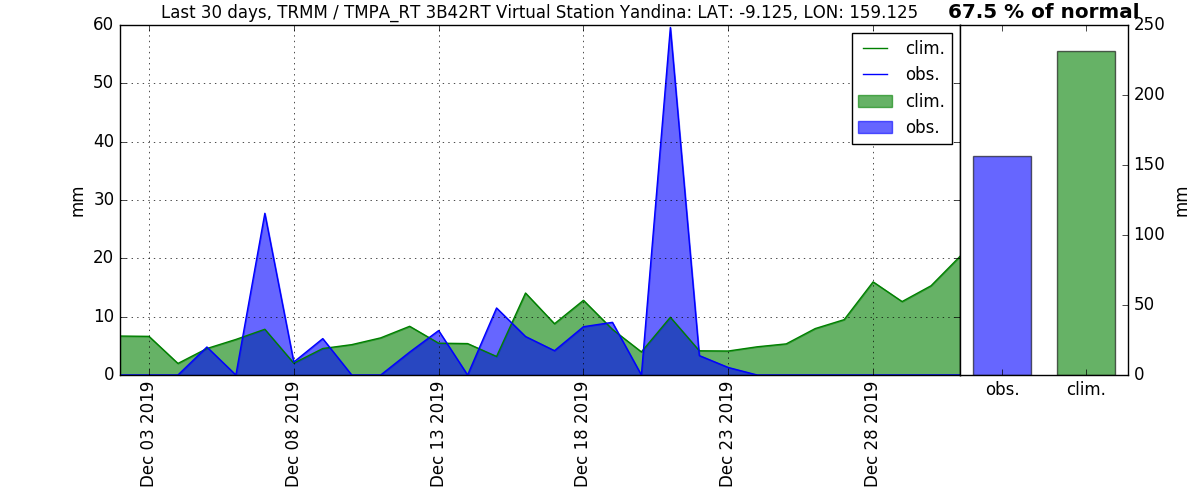 Last 30 days, TRMM / TMPA_RT 3B42RT Virtual Station Yandina: LAT: -9.125, LON: 159.125
67.5 % of normal
60
50
40
30
20
10
0
mm
clim.
obs.
clim.
obs.
Dec 03 2019
Dec 08 2019
Dec 13 2019
Dec 18 2019
Dec 23 2019
Dec 28 2019
250
200
150
100
50
0
mm
obs.
clim.